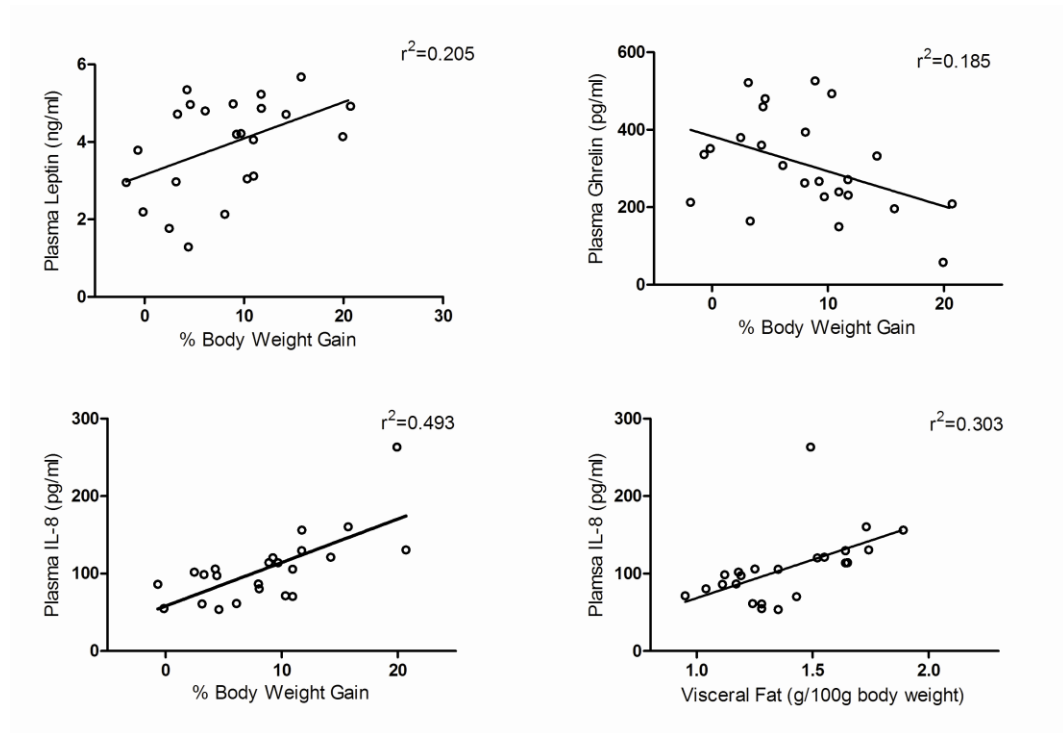 r²=0.205
Plasma Leptin (ng/ml)
6
4
2
0
0 10 20 30
% Body Weight Gain
r²=0.185
Plasma Ghrelin (pg/ml)
600
400
200
0
0 10 20
% Body Weight Gain
r²=0.493
Plasma IL-8 (pg/ml)
300
200
100
0
0 10 20
% Body Weight Gain
r²=0.303
Plamsa IL-8 (pg/ml)
300
200
100
0
1.0 1.5 2.0
Visceral Fat (g/100g body weight)